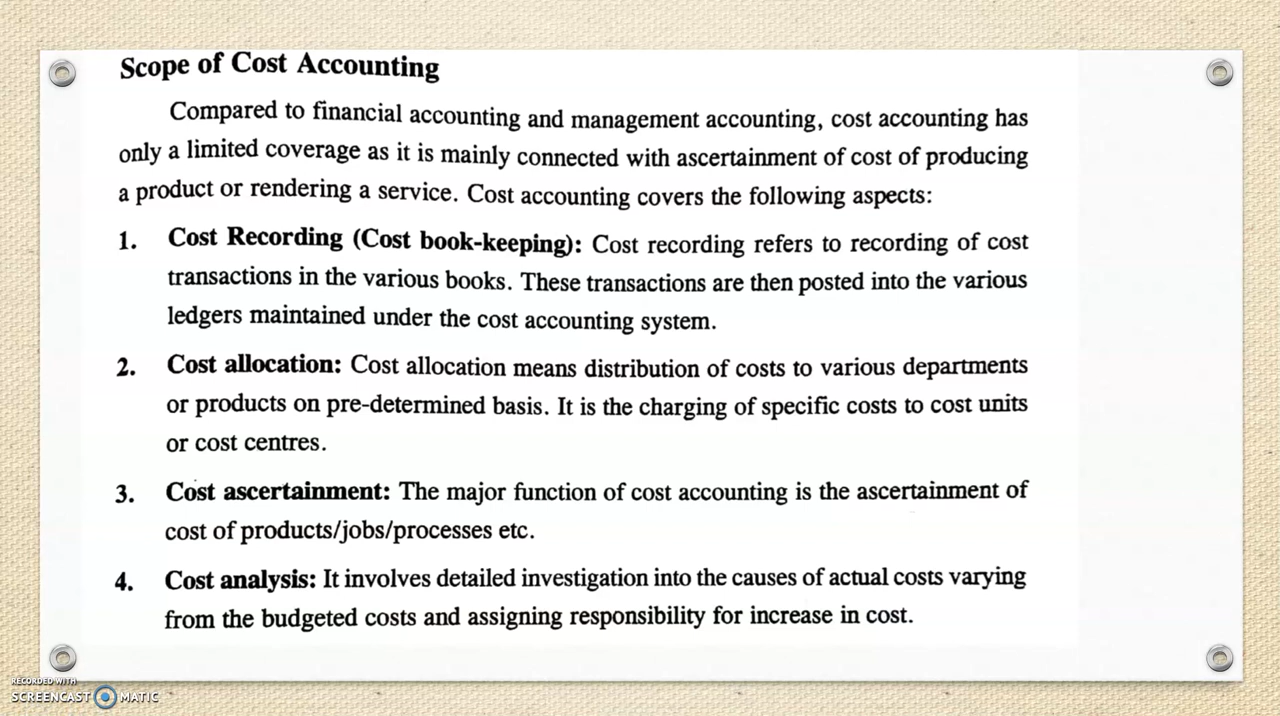 Scope of Cost Accounting
Compared to financial accounting and management accounting, cost accounting has
only a limited coverage as it is mainly connected with ascertainment of cost of producing
a product or rendering a service. Cost accounting covers the following aspects:
1. Cost Recording (Cost book-keeping): Cost recording refers to recording of cost
transactions in the various books. These transactions are then posted into the various
ledgers maintained under the cost accounting system.
2. Cost allocation: Cost allocation means distribution of costs to various departments
or products on pre-determined basis. It is the charging of specific costs to cost units
or cost centres.
3. Cost ascertainment: The major function of cost accounting is the ascertainment of
cost of products/jobs/processes etc.
4. Cost analysis: It involves detailed investigation into the causes of actual costs varying
from the budgeted costs and assigning responsibility for increase in cost.
RECORDED WITH
SCREENCAST MATIC